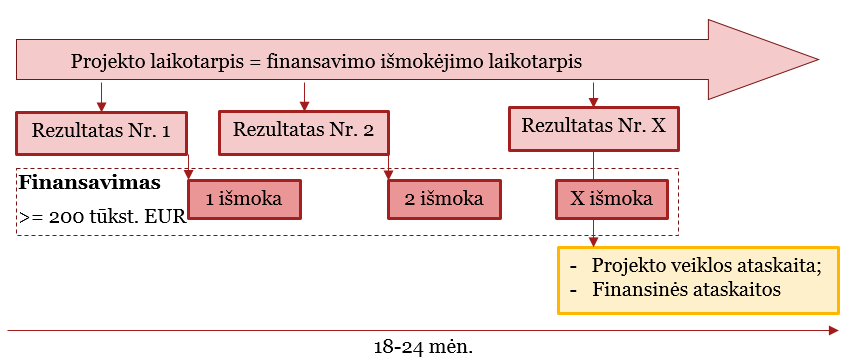 Projekto laikotarpis = finansavimo išmokėjimo laikotarpis
Rezultatas Nr. 1
Rezultatas Nr. 2
Rezultatas Nr. X
Finansavimas
>= 200 tūkst. EUR
1 išmoka
2 išmoka
X išmoka
- Projekto veiklos ataskaita;
- Finansinės ataskaitos
18-24 mėn.